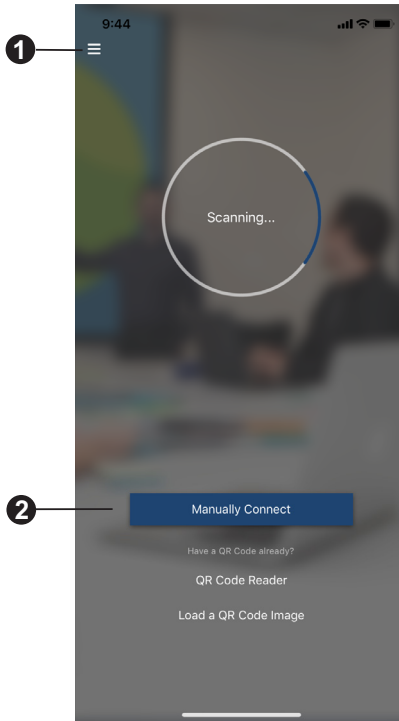 9:44
1
Scanning...
2
Manually Connect
Have a QR Code already?
QR Code Reader
Load a QR Code Image